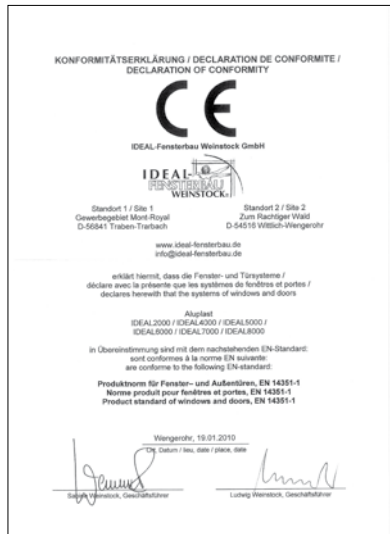 KONFORMITÄTSERKLÄRUNG / DECLARATION DE CONFORMITE /
DECLARATION OF CONFORMITY
CE
IDEAL-Fensterbau Weinstock GmbH
IDEAL-
FENSTERBAU
WEINSTOCK
Standort 1 / Site 1
Gewerbegebiet Mont-Royal
D-56841 Traben-Trarbach
Standort 2 / Site 2
Zum Rachtiger Wald
D-54516 Wittlich-Wengerohr
www.ideal-fensterbau.de
info@ideal-fensterbau.de
erklärt hiermit, dass die Fenster- und Türsysteme /
déclare avec la présente que les systèmes de fenêtres et portes /
declares herewith that the systems of windows and doors
Aluplast
IDEAL2000 / IDEAL4000 / IDEAL5000 /
IDEAL6000 / IDEAL7000 / IDEAL8000
in Übereinstimmung sind mit dem nachstehenden EN-Standard:
sont conformes à la norme EN suivante:
are conforme to the following EN-standard:
Produktnorm für Fenster– und Außentüren, EN 14351-1
Norme produit pour fenêtres et portes, EN 14351-1
Product standard of windows and doors, EN 14351-1
Wengerohr, 19.01.2010
Ort, Datum / lieu, date / place, date
Weinstock, Geschäftsführer
Ludwig Weinstock, Geschäftsführer